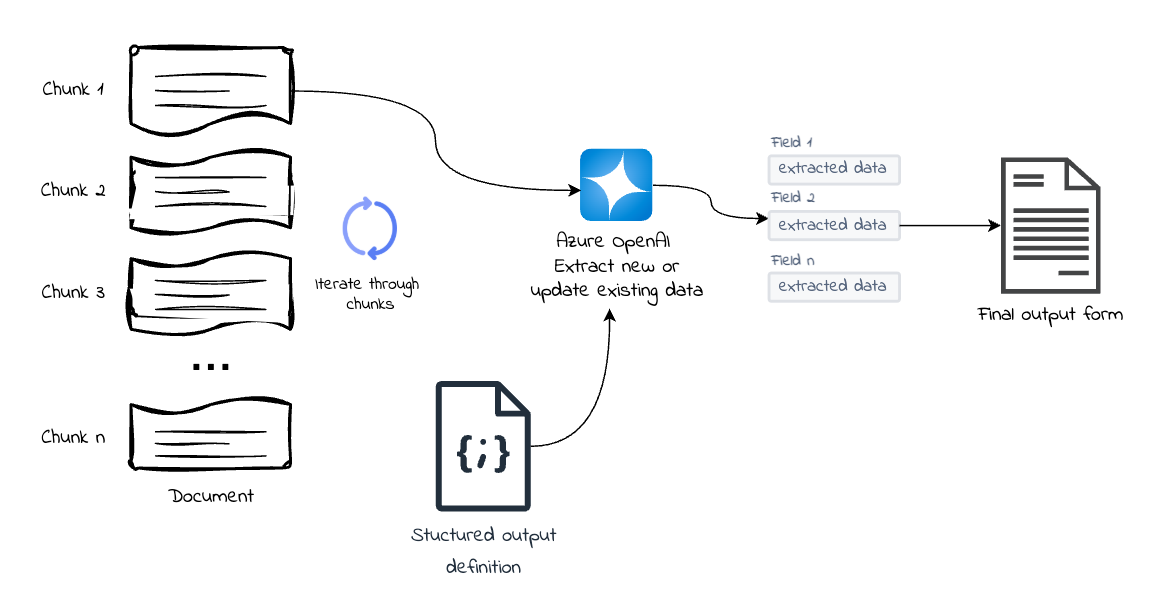 Chunk 1
Chunk 2
Chunk 3
...
Chunk n
Document
Iterate through
chunks
Azure OpenAI
Extract new or
update existing data
{;}
Stuctured output
definition
Field 1
extracted data
Field 2
extracted data
Field n
extracted data
Final output form